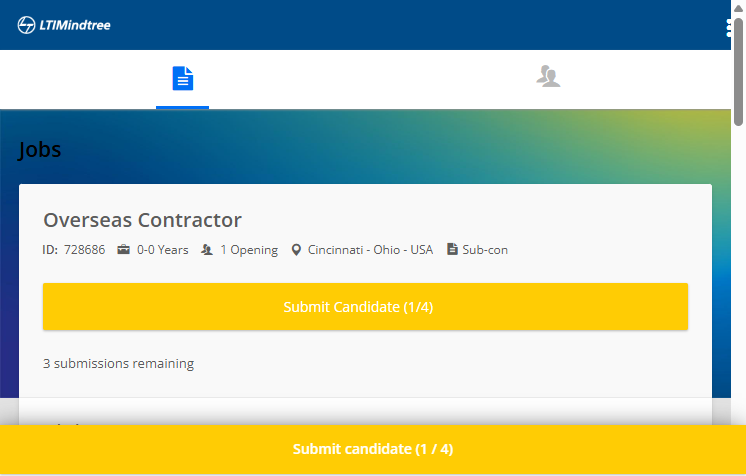 LTIMindtree
Jobs
Overseas Contractor
ID: 728686 0-0 Years 1 Opening Cincinnati - Ohio - USA Sub-con
Submit Candidate (1/4)
3 submissions remaining
Submit candidate (1 / 4)